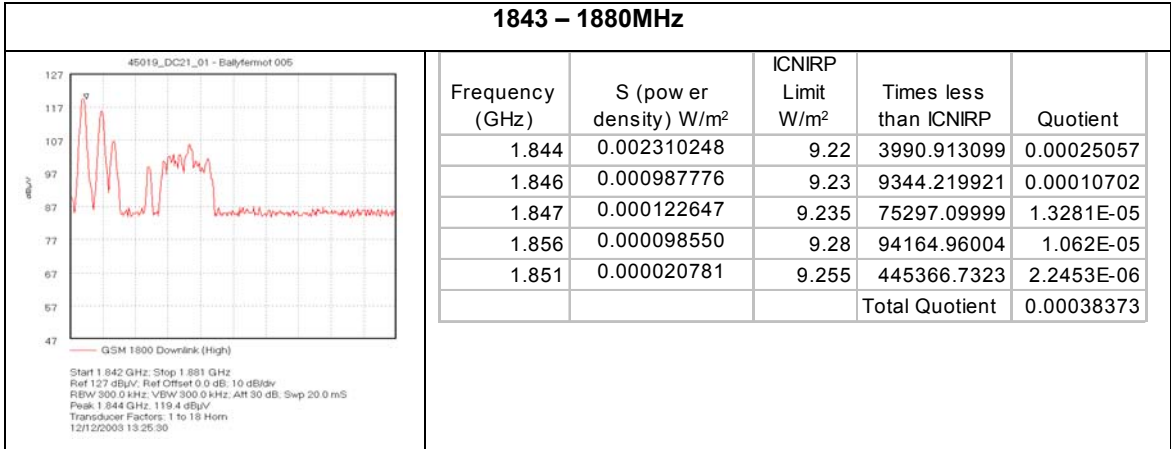 1843 – 1880MHz
45019_DC21_01 - Ballyfermot 005
127
117
107
97
87
77
67
57
47
dBµV
GSM 1800 Downlink (High)
Start 1.842 GHz; Stop 1.881 GHz
Ref 127 dBµV; Ref Offset 0.0 dB; 10 dB/div
RBW 300.0 kHz; VBW 300.0 kHz; Att 30 dB; Swp 20.0 mS
Peak 1.844 GHz, 119.4 dBµV
Transducer Factors: 1 to 18 Horn
12/12/2003 13:25:30
Frequency (GHz) S (pow er density) W/m² ICNIRP Limit W/m² Times less than ICNIRP Quotient
1.844 0.002310248 9.22 3990.913099 0.00025057
1.846 0.000987776 9.23 9344.219921 0.00010702
1.847 0.000122647 9.235 75297.09999 1.3281E-05
1.856 0.000098550 9.28 94164.96004 1.062E-05
1.851 0.000020781 9.255 445366.7323 2.2453E-06
Total Quotient 0.00038373